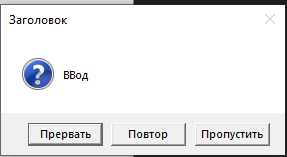 Заголовок
ВВод
Прервать Повтор Пропустить